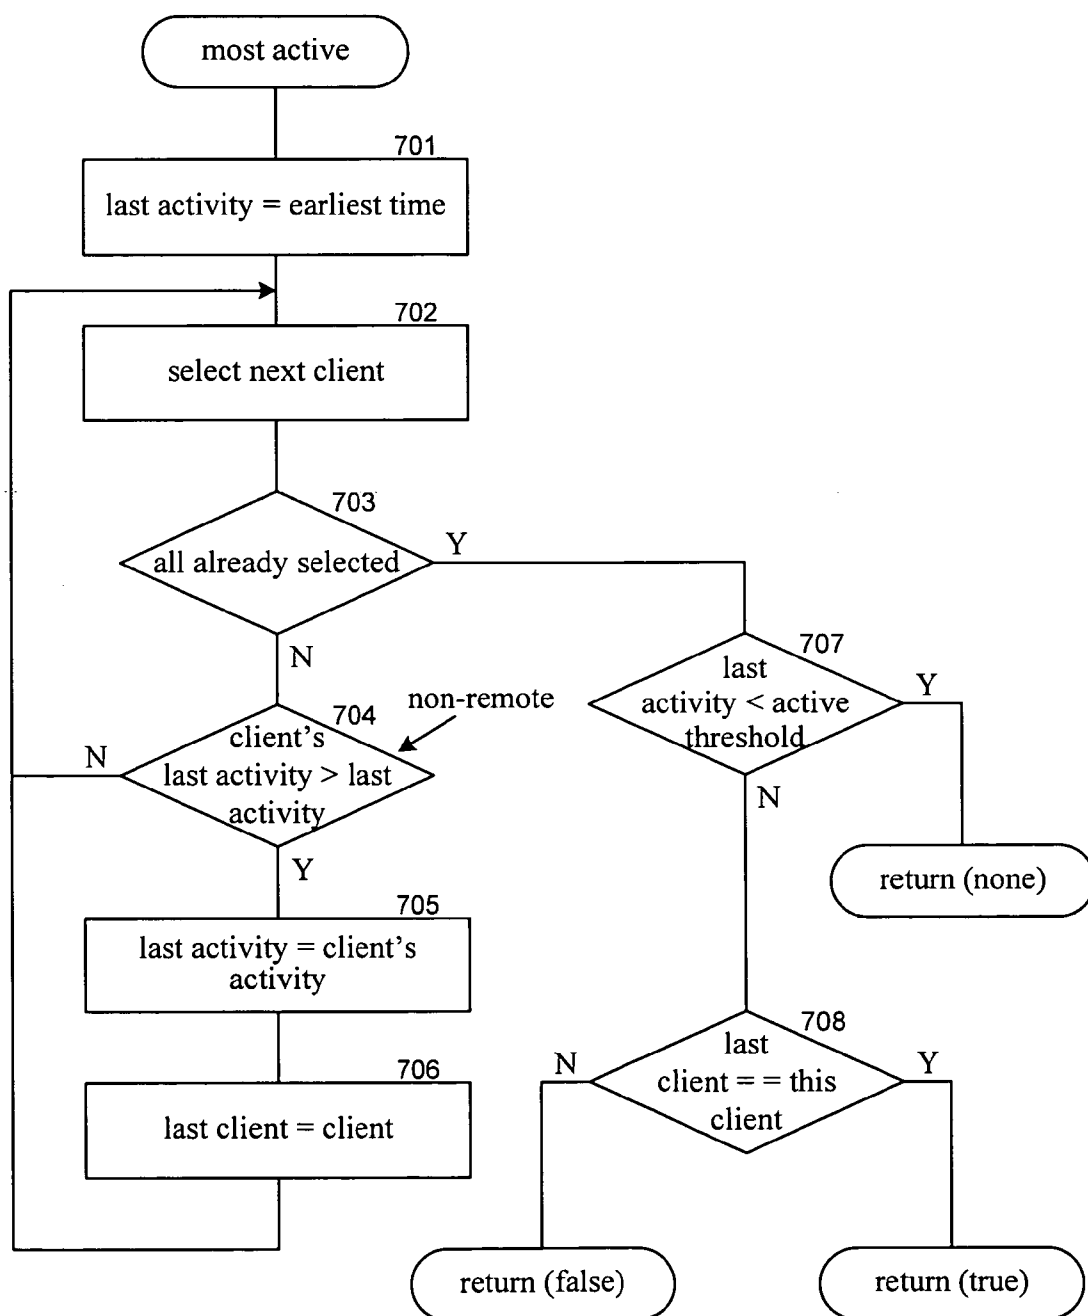 most active
701
last activity = earliest time
702
select next client
703
all already selected
Y
N
707
last
activity < active
threshold
Y
N
non-remote
704
client's
last activity > last
activity
N
Y
return (none)
705
last activity = client's
activity
708
last
client = = this
client
N
Y
706
last client = client
return (false)
return (true)